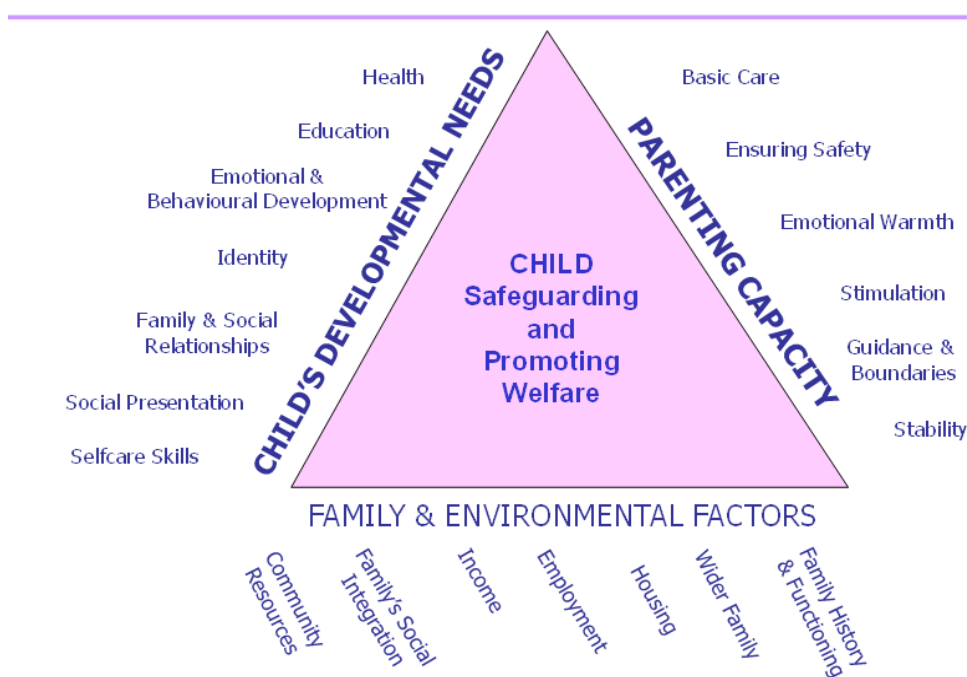 Health
Education
Emotional &
Behavioural Development
Identity
Family & Social
Relationships
Social Presentation
Selfcare Skills
CHILD'S DEVELOPMENTAL NEEDS
CHILD
Safeguarding
and
Promoting
Welfare
PARENTING CAPACITY
Basic Care
Ensuring Safety
Emotional Warmth
Stimulation
Guidance &
Boundaries
Stability
FAMILY & ENVIRONMENTAL FACTORS
Community
Resources
Family's Social
Integration
Income
Employment
Housing
Wider Family
Family History
& Functioning